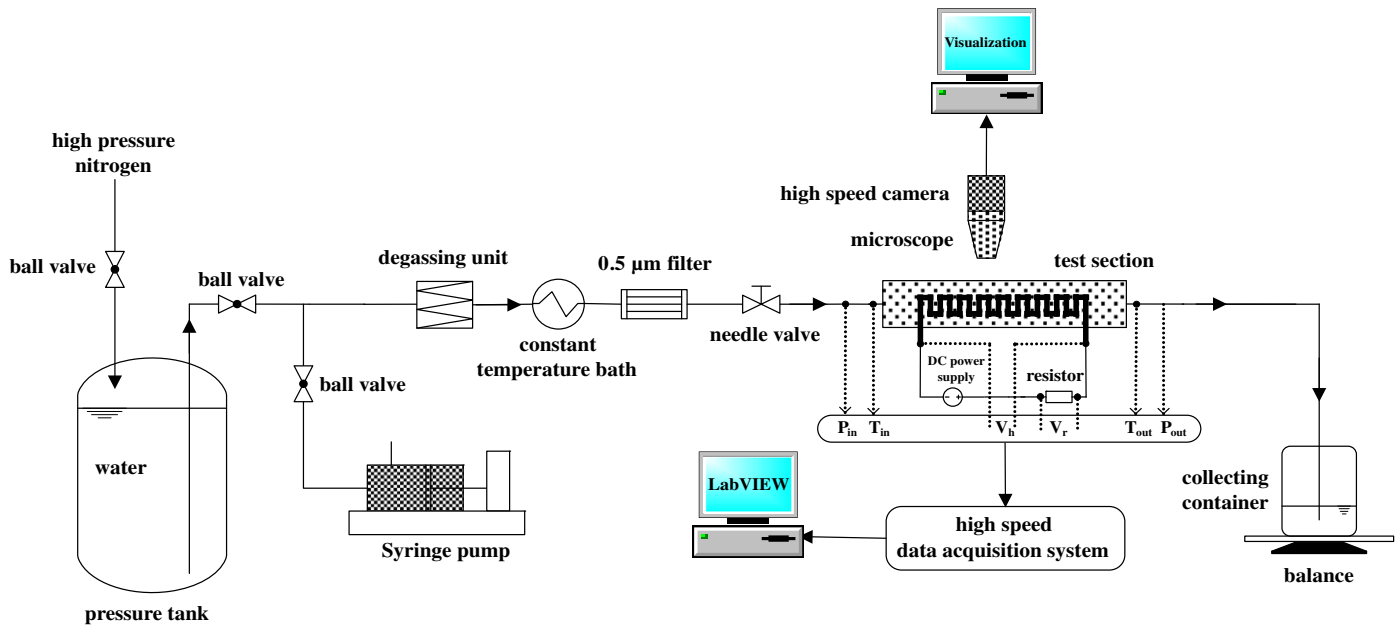 Visualization
high pressure
nitrogen
high speed camera
microscope
ball valve
ball valve
degassing unit
0.5 µm filter
test section
needle valve
constant
temperature bath
ball valve
DC power
supply
resistor
P_in
T_in
V_h
V_r
T_out
P_out
water
LabVIEW
collecting
container
high speed
data acquisition system
Syringe pump
balance
pressure tank